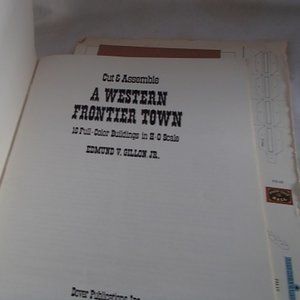 Cut & Assemble
A WESTERN
FRONTIER TOWN
10 Full-Color Buildings in H-O Scale
EDMUND V. GILLON, JR.
Dover Publications, Inc.